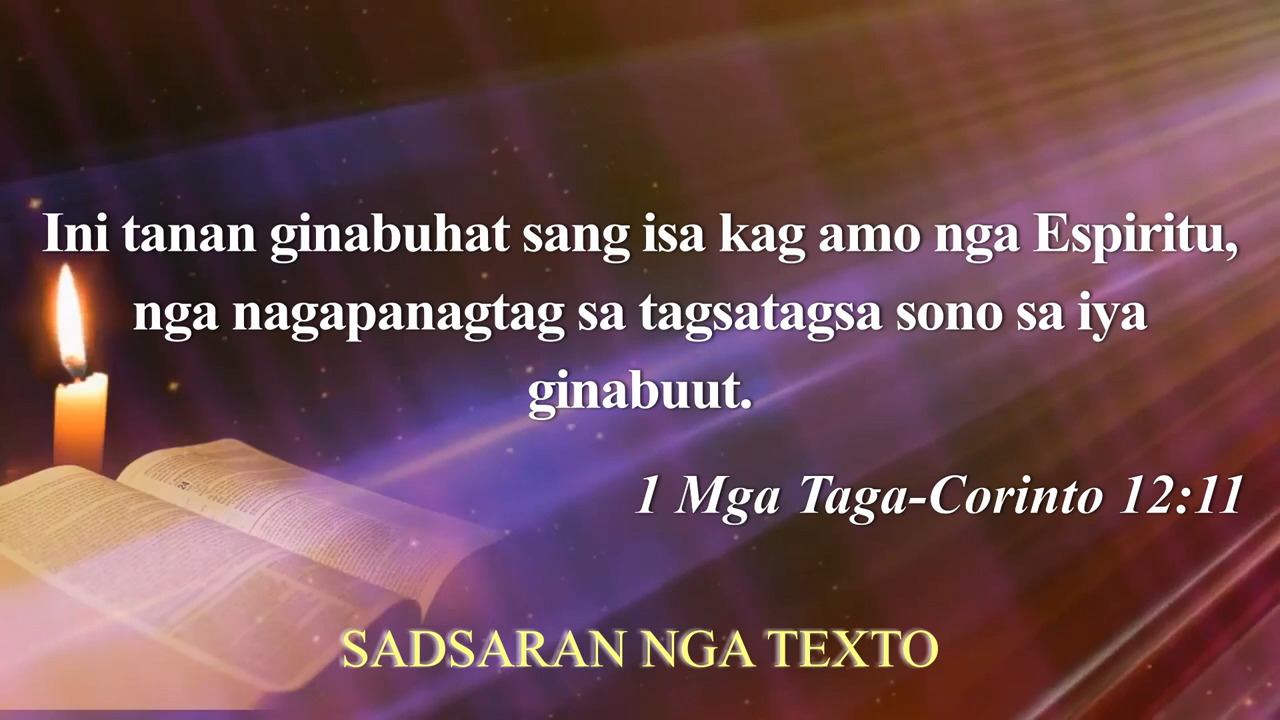 Ini tanan ginabuhat sang isa kag amo nga Espiritu,
nga nagapanagtag sa tagsatagsa sono sa iya
ginabuut.
1 Mga Taga-Corinto 12:11
SADSARAN NGA TEXTO